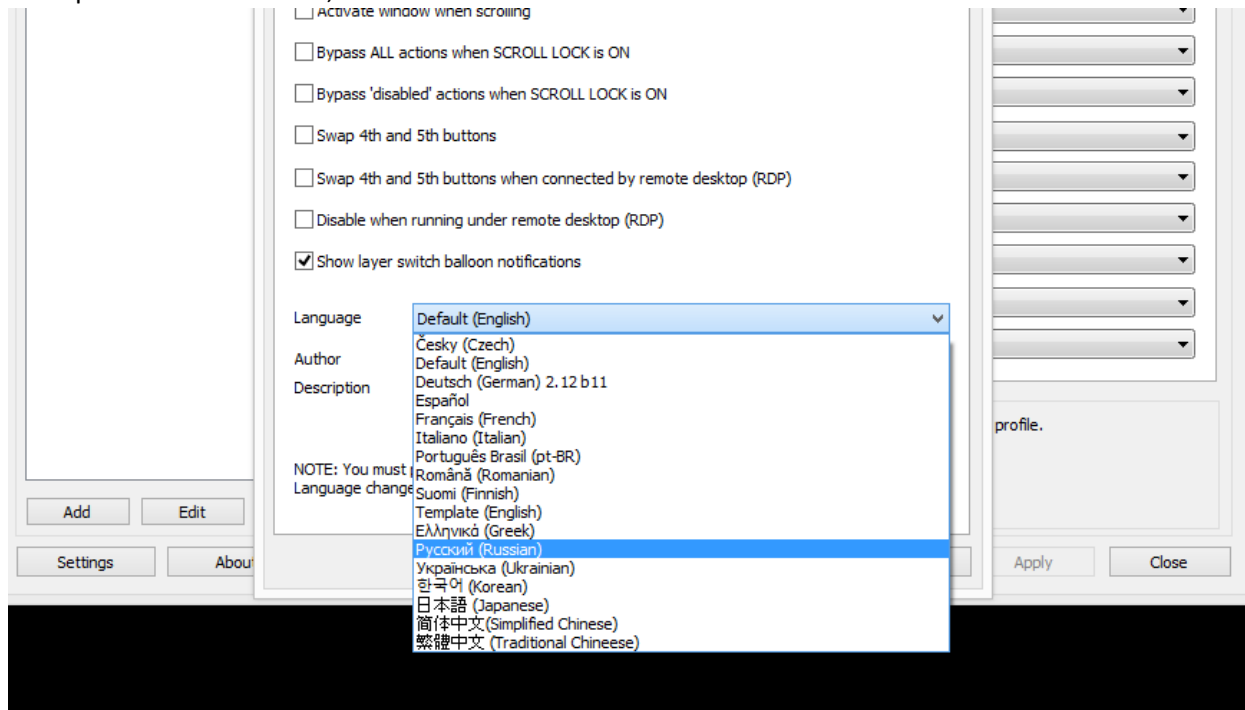 Activate window when scrolling
Bypass ALL actions when SCROLL LOCK is ON
Bypass 'disabled' actions when SCROLL LOCK is ON
Swap 4th and 5th buttons
Swap 4th and 5th buttons when connected by remote desktop (RDP)
Disable when running under remote desktop (RDP)
Show layer switch balloon notifications
Language Default (English)
Česky (Czech)
Author
Default (English)
Deutsch (German) 2.12 b11
Description
Español
Français (French)
profile.
Italiano (Italian)
Português Brasil (pt-BR)
NOTE: You must
Română (Romanian)
Language change
Suomi (Finnish)
Add Edit
Template (English)
Ελληνικά (Greek)
Русский (Russian)
Settings Abou Apply Close
Українська (Ukrainian)
한국어 (Korean)
日本語 (Japanese)
简体中文(Simplified Chinese)
繁體中文 (Traditional Chineese)